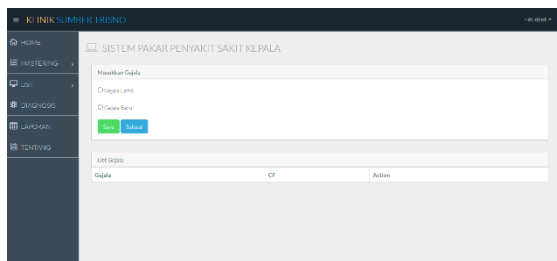 KLINIK SUMBER TRISNO
HOME
MASTERING
LIST
DIAGNOSIS
LAPORAN
TENTANG
SISTEM PAKAR PENYAKIT SAKIT KEPALA
Masukkan Gejala
Gejala Lama
Gejala Baru
Save Selesai
List Gejala
Gejala CF Action